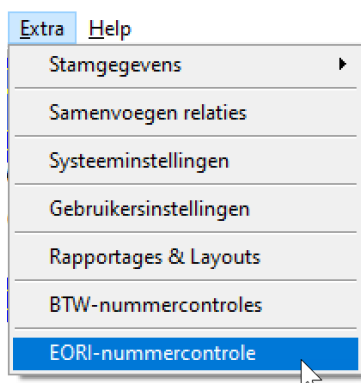 Extra Help
Stamgegevens
Samenvoegen relaties
Systeeminstellingen
Gebruikersinstellingen
Rapportages & Layouts
BTW-nummercontroles
EORI-nummercontrole